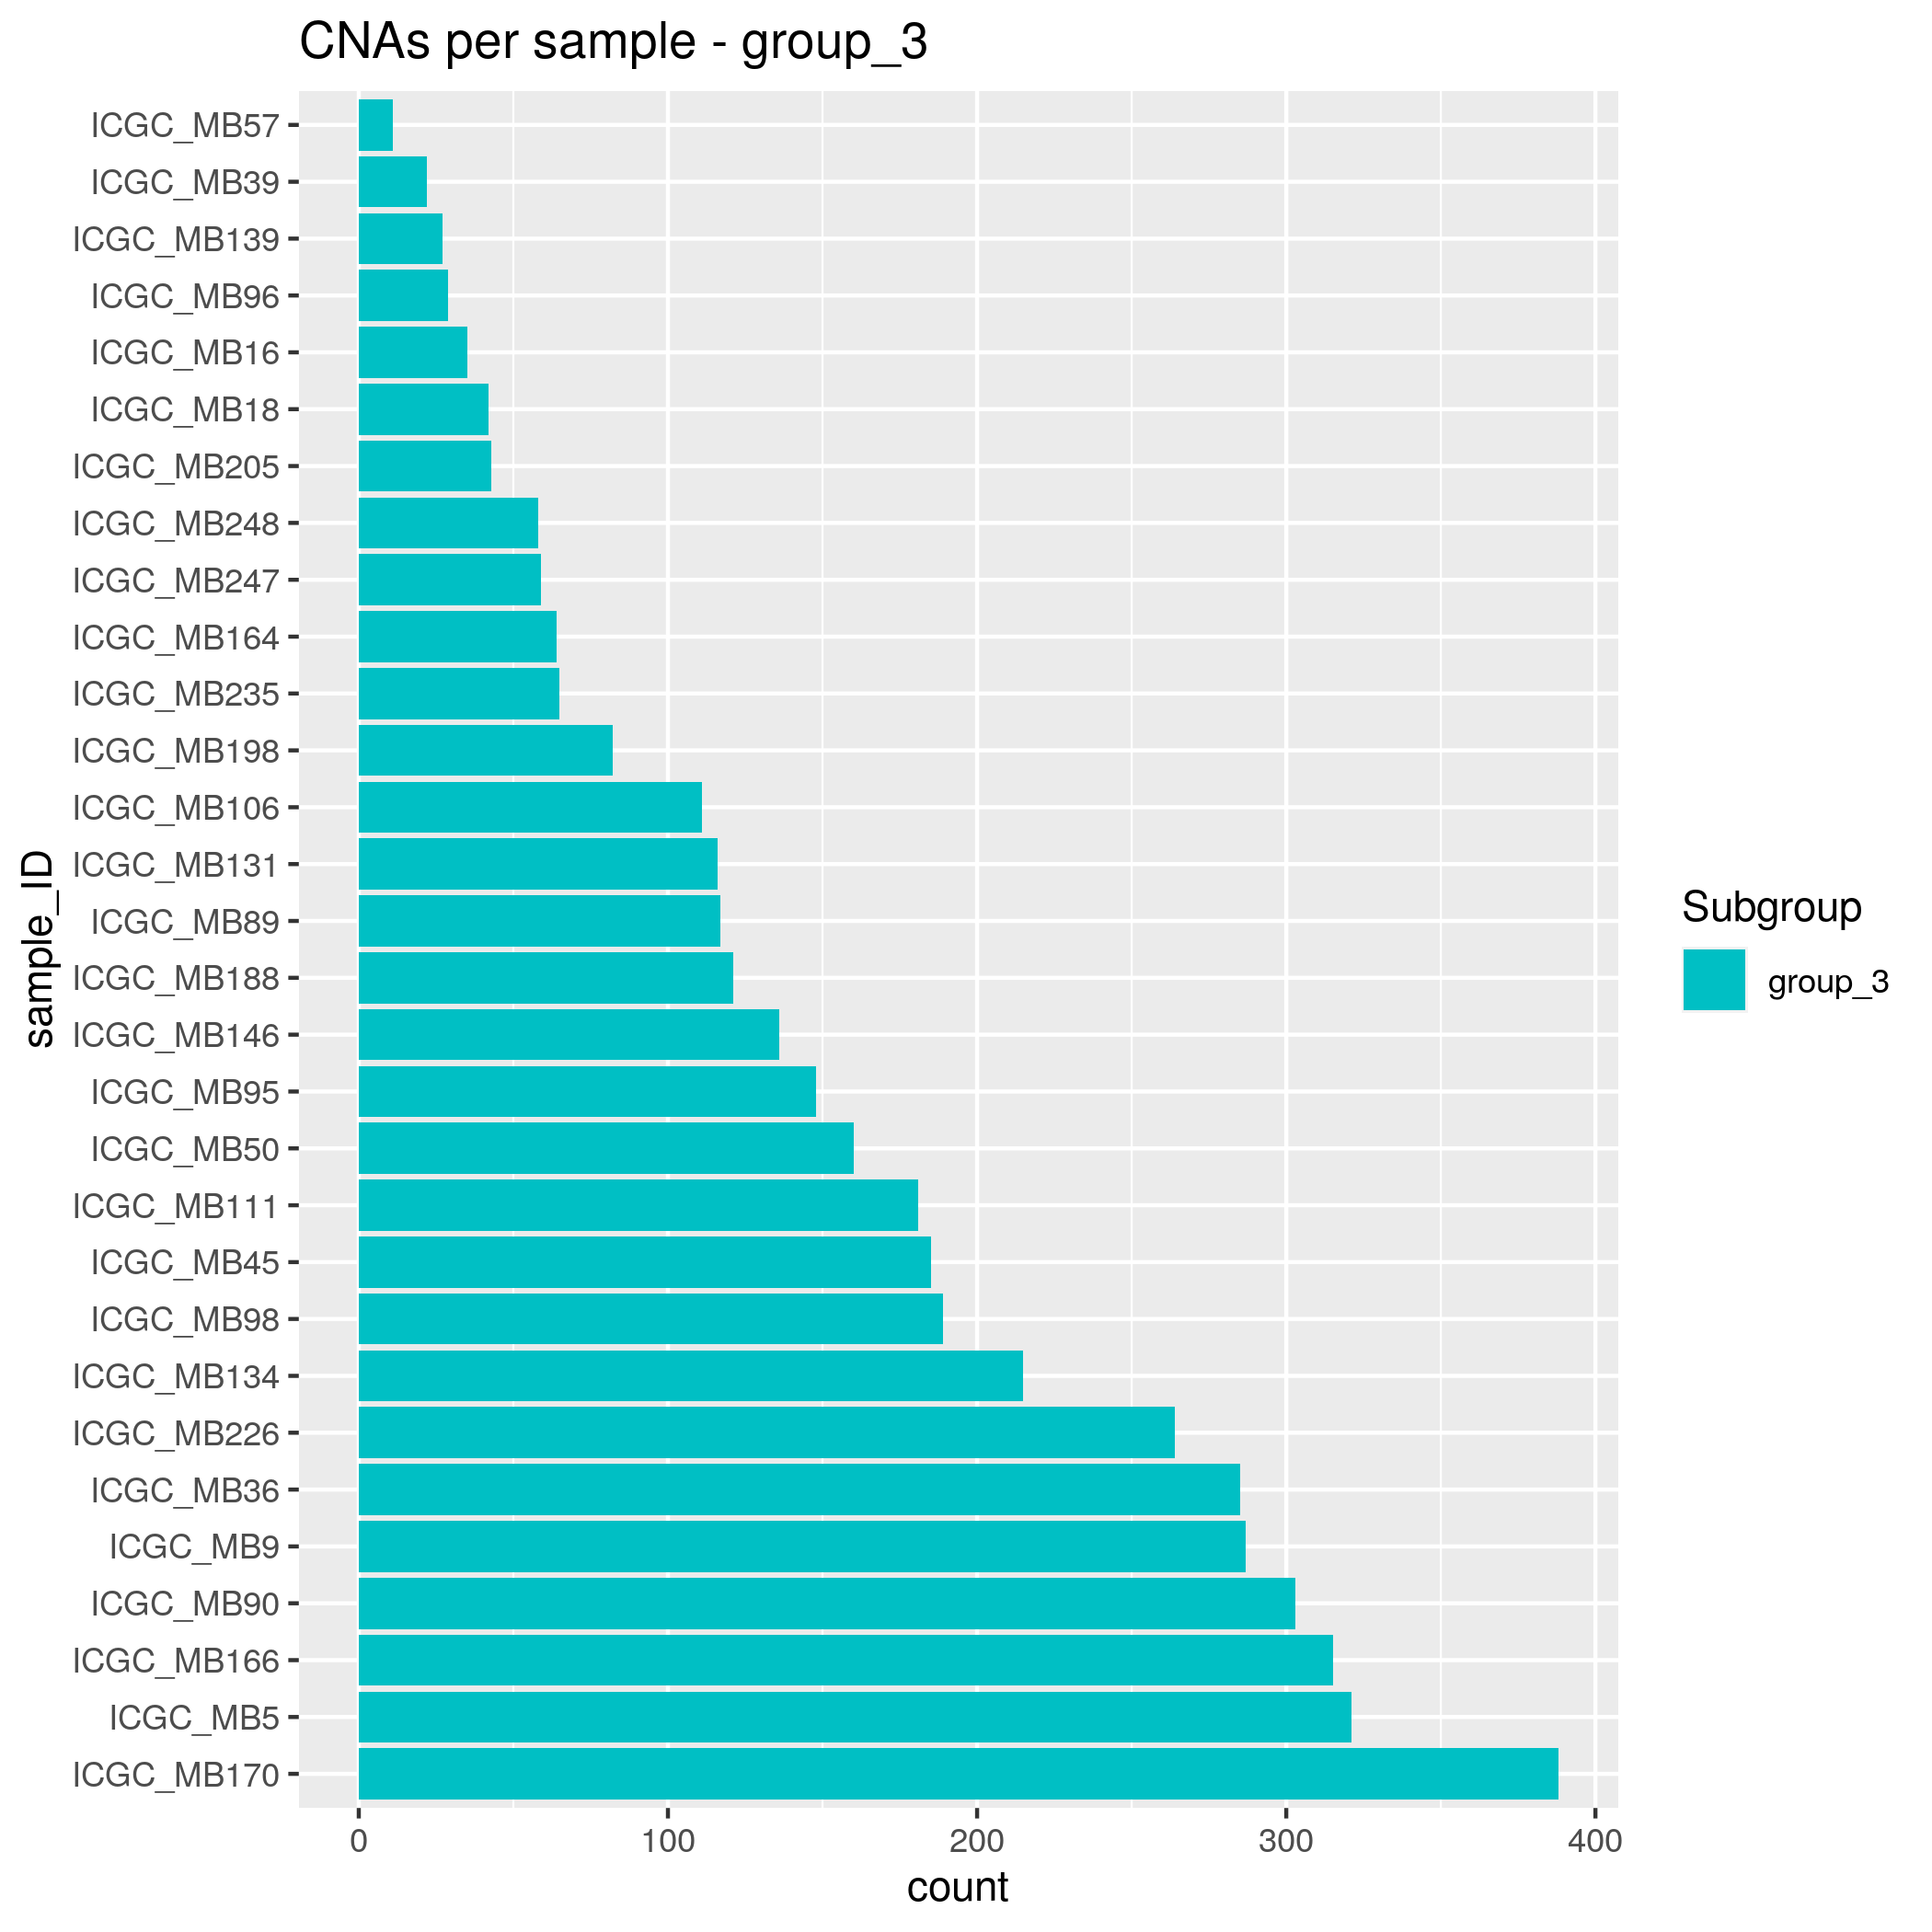 CNAs per sample - group_3
ICGC_MB57
ICGC_MB39
ICGC_MB139
ICGC_MB96
ICGC_MB16
ICGC_MB18
ICGC_MB205
ICGC_MB248
ICGC_MB247
ICGC_MB164
ICGC_MB235
ICGC_MB198
ICGC_MB106
ICGC_MB131
ICGC_MB89
ICGC_MB188
ICGC_MB146
ICGC_MB95
ICGC_MB50
ICGC_MB111
ICGC_MB45
ICGC_MB98
ICGC_MB134
ICGC_MB226
ICGC_MB36
ICGC_MB9
ICGC_MB90
ICGC_MB166
ICGC_MB5
ICGC_MB170
sample_ID
0 100 200 300 400
count
Subgroup
group_3